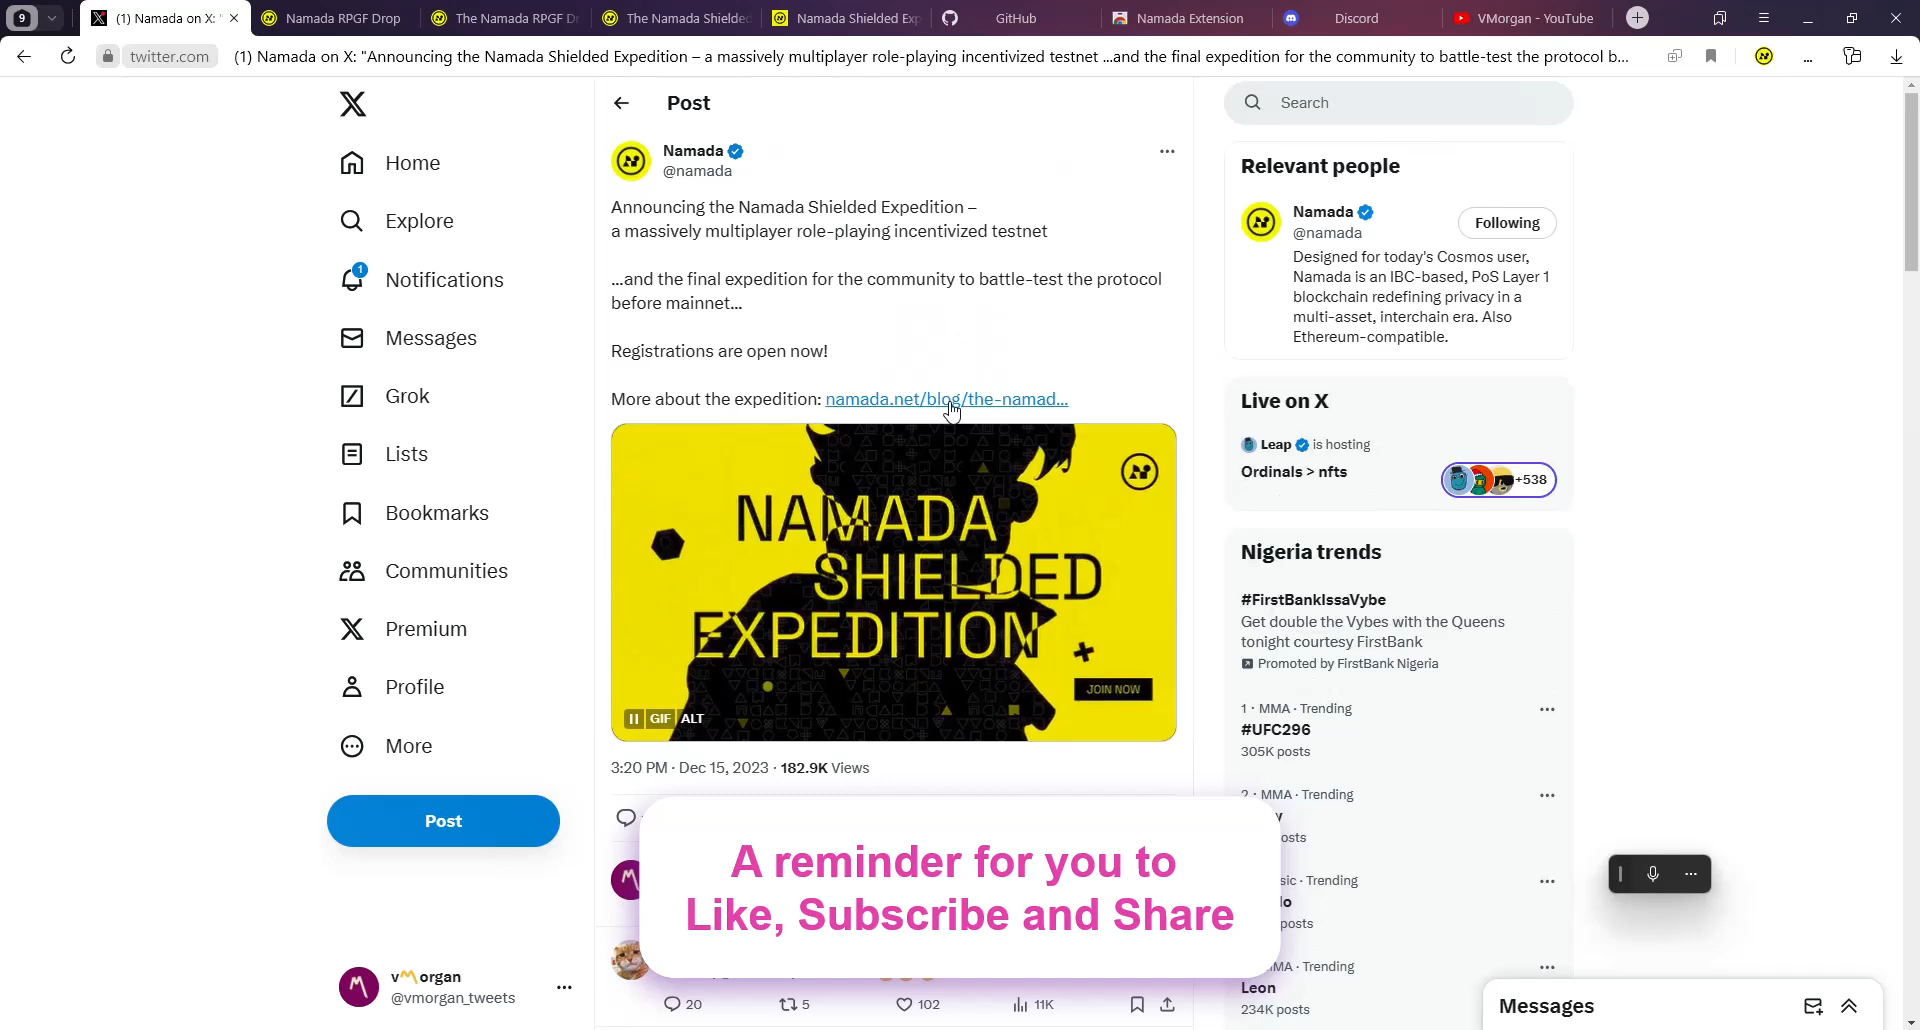 9
(1) Namada on X: "
Namada RPGF Drop
The Namada RPGF Dr
The Namada Shielded
Namada Shielded Exp
GitHub
Namada Extension
Discord
VMorgan - YouTube
twitter.com
(1) Namada on X: "Announcing the Namada Shielded Expedition – a massively multiplayer role-playing incentivized testnet ...and the final expedition for the community to battle-test the protocol b...
Home
Explore
1
Notifications
Messages
Grok
Lists
Bookmarks
Communities
Premium
Profile
More
Post
vMorgan
@vmorgan_tweets
Post
Namada
@namada
Announcing the Namada Shielded Expedition –
a massively multiplayer role-playing incentivized testnet
...and the final expedition for the community to battle-test the protocol
before mainnet...
Registrations are open now!
More about the expedition: namada.net/blog/the-namad...
NAMADA
SHIELDED
EXPEDITION
JOIN NOW
GIF ALT
3:20 PM · Dec 15, 2023 · 182.9K Views
A reminder for you to
Like, Subscribe and Share
20
5
102
11K
Search
Relevant people
Namada
@namada
Following
Designed for today's Cosmos user,
Namada is an IBC-based, PoS Layer 1
blockchain redefining privacy in a
multi-asset, interchain era. Also
Ethereum-compatible.
Live on X
Leap is hosting
Ordinals > nfts
+538
Nigeria trends
#FirstBankIssaVybe
Get double the Vybes with the Queens
tonight courtesy FirstBank
Promoted by FirstBank Nigeria
1 · MMA · Trending
#UFC296
305K posts
2 · MMA · Trending
osts
sic · Trending
lo
posts
MA · Trending
Leon
234K posts
Messages